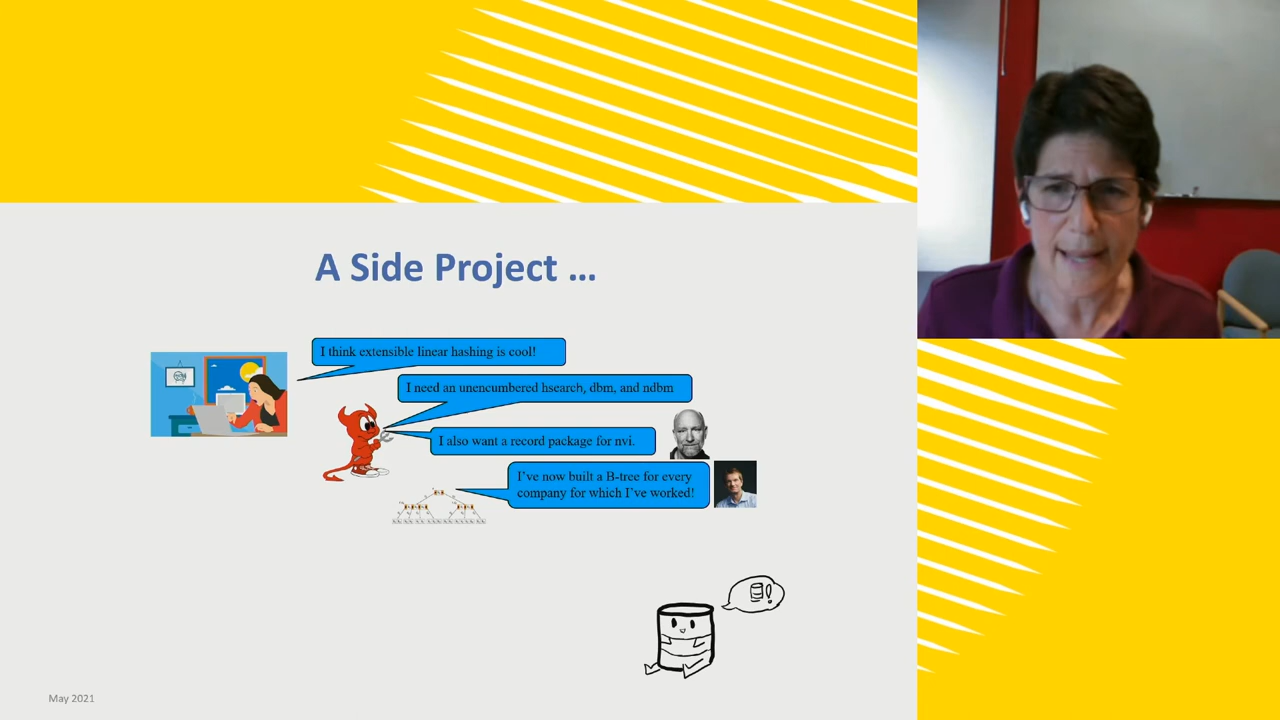 A Side Project ...
I think extensible linear hashing is cool!
I need an unencumbered hsearch, dbm, and ndbm
I also want a record package for nvi.
I've now built a B-tree for every
company for which I've worked!
!
May 2021